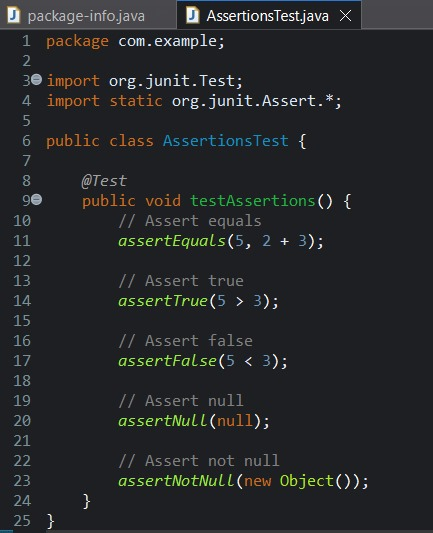 package-info.java AssertionsTest.java
1 package com.example;
2
3 import org.junit.Test;
4 import static org.junit.Assert.*;
5
6 public class AssertionsTest {
7
8     @Test
9     public void testAssertions() {
10         // Assert equals
11         assertEquals(5, 2 + 3);
12
13         // Assert true
14         assertTrue(5 > 3);
15
16         // Assert false
17         assertFalse(5 < 3);
18
19         // Assert null
20         assertNull(null);
21
22         // Assert not null
23         assertNotNull(new Object());
24     }
25 }